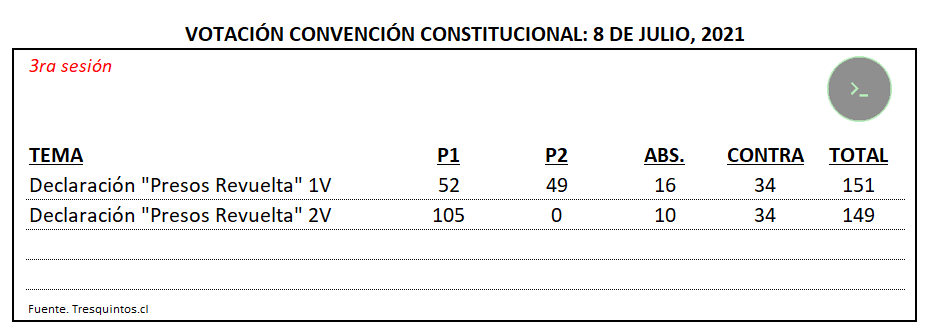 VOTACIÓN CONVENCIÓN CONSTITUCIONAL: 8 DE JULIO, 2021
3ra sesión
>_
TEMA P1 P2 ABS. CONTRA TOTAL
Declaración "Presos Revuelta" 1V 52 49 16 34 151
Declaración "Presos Revuelta" 2V 105 0 10 34 149
Fuente. Tresquintos.cl